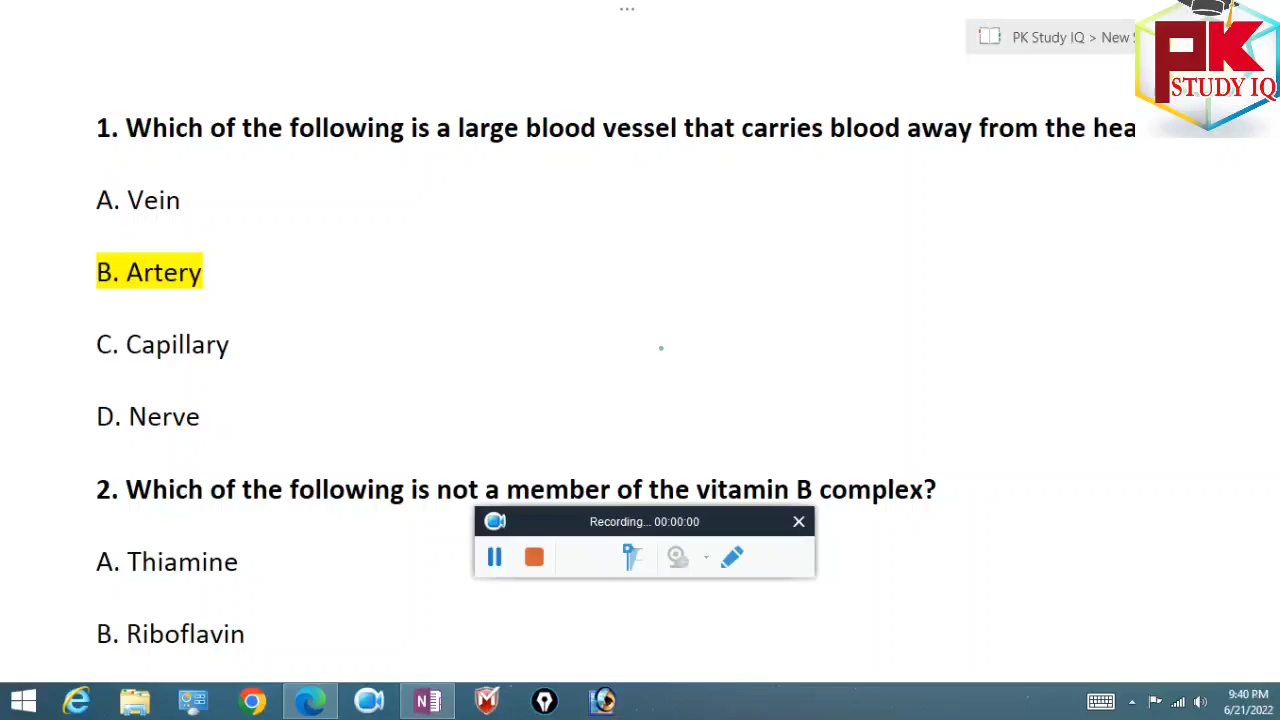 ...
PK Study IQ > New
PK
STUDY IQ
1. Which of the following is a large blood vessel that carries blood away from the hea
A. Vein
B. Artery
C. Capillary
D. Nerve
2. Which of the following is not a member of the vitamin B complex?
Recording... 00:00:00
A. Thiamine
B. Riboflavin
9:40 PM
6/21/2022